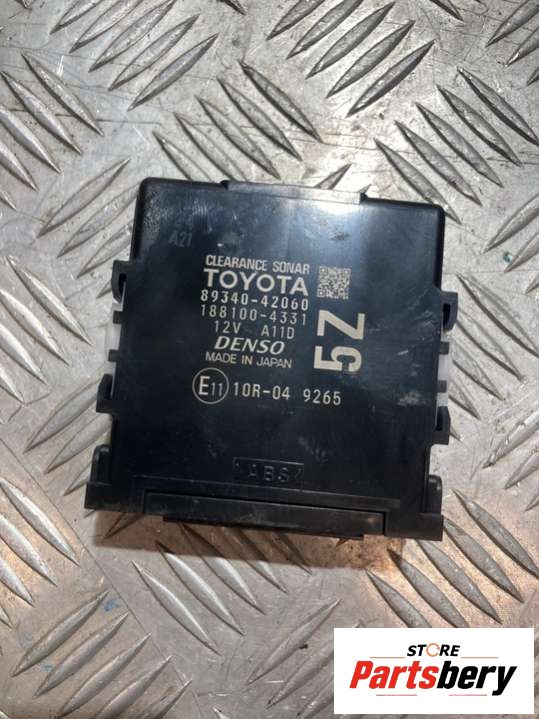 A21
CLEARANCE SONAR
TOYOTA
89340-42060
188100-4331
12V A11D
DENSO
MADE IN JAPAN
5Z
E11 10R-04 9265
ABS
STORE
Partsbery